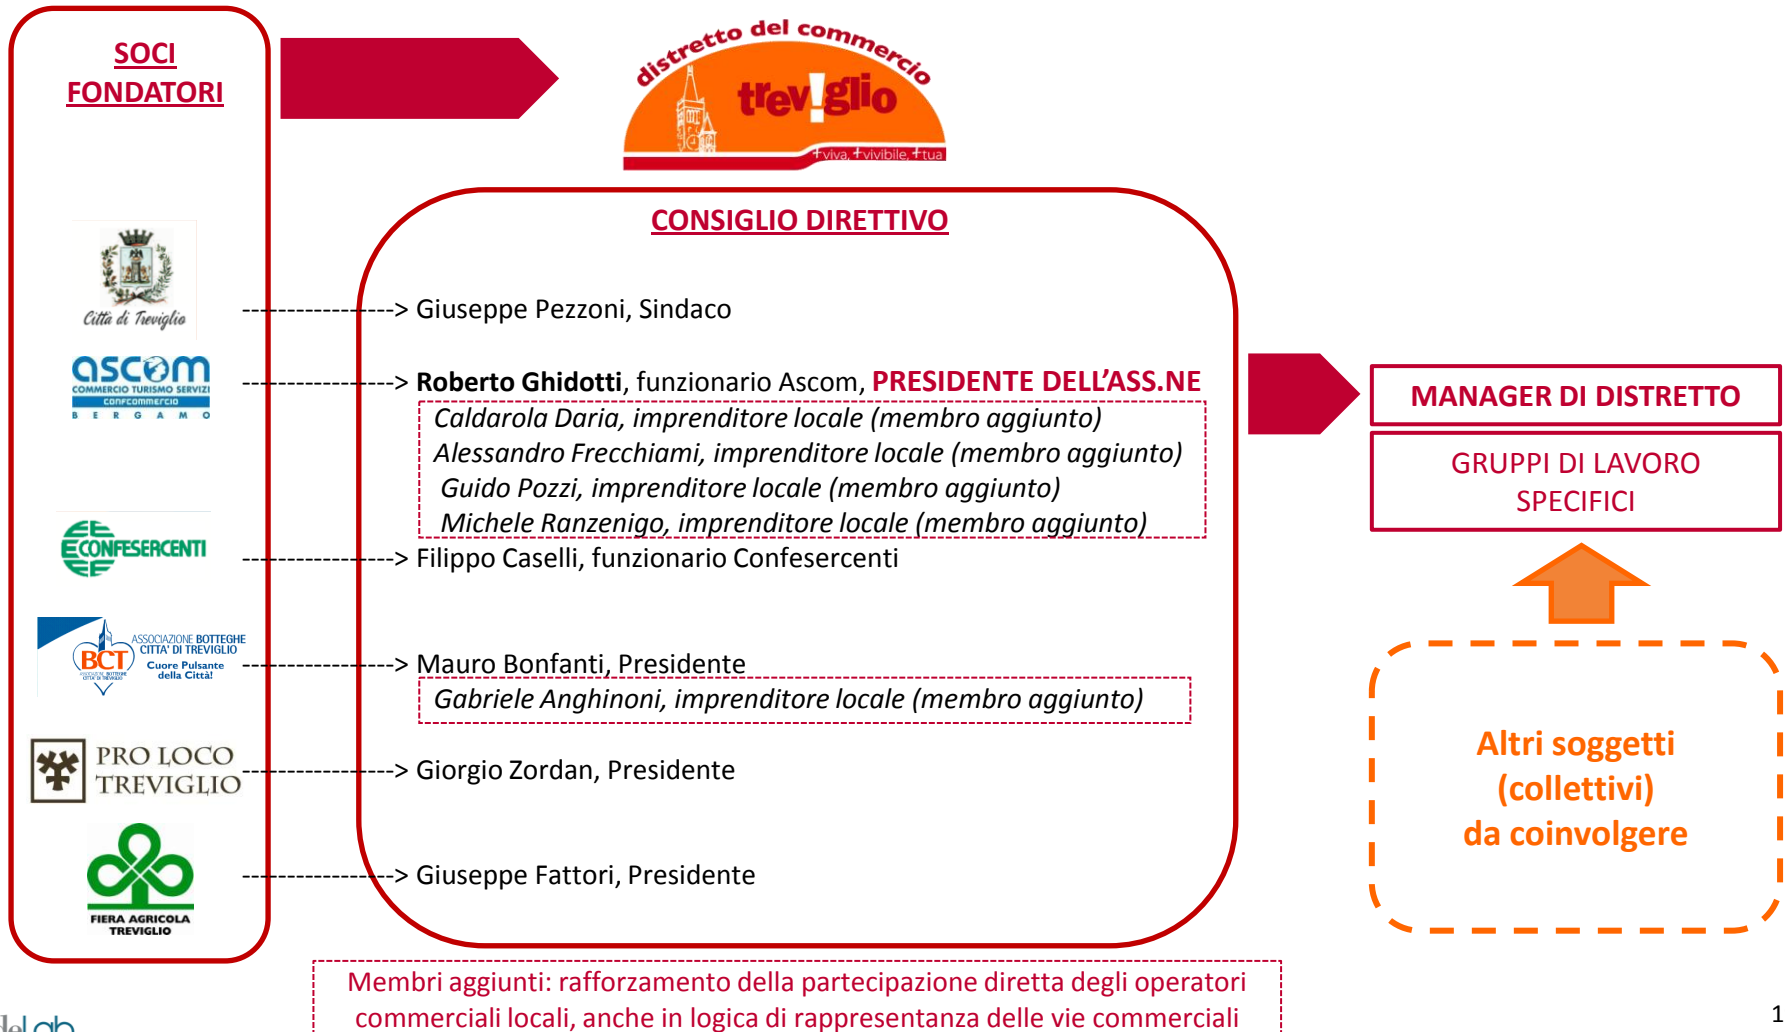 SOCI
FONDATORI
distretto del commercio
trev!glio
+viva, +vivibile, +tua
CONSIGLIO DIRETTIVO
Città di Treviglio
---------------> Giuseppe Pezzoni, Sindaco
ascom
COMMERCIO TURISMO SERVIZI
CONFCOMMERCIO
BERGAMO
---------------> Roberto Ghidotti, funzionario Ascom, PRESIDENTE DELL’ASS.NE
Caldarola Daria, imprenditore locale (membro aggiunto)
Alessandro Frecchiami, imprenditore locale (membro aggiunto)
Guido Pozzi, imprenditore locale (membro aggiunto)
Michele Ranzenigo, imprenditore locale (membro aggiunto)
CONFESERCENTI
---------------> Filippo Caselli, funzionario Confesercenti
ASSOCIAZIONE BOTTEGHE
CITTA' DI TREVIGLIO
Cuore Pulsante
della Città!
BCT
ASSOCIAZIONE BOTTEGHE
CITTA' DI TREVIGLIO
---------------> Mauro Bonfanti, Presidente
Gabriele Anghinoni, imprenditore locale (membro aggiunto)
PRO LOCO
TREVIGLIO
---------------> Giorgio Zordan, Presidente
FIERA AGRICOLA
TREVIGLIO
---------------> Giuseppe Fattori, Presidente
MANAGER DI DISTRETTO
GRUPPI DI LAVORO
SPECIFICI
Altri soggetti
(collettivi)
da coinvolgere
Membri aggiunti: rafforzamento della partecipazione diretta degli operatori
commerciali locali, anche in logica di rappresentanza delle vie commerciali
deLab
1